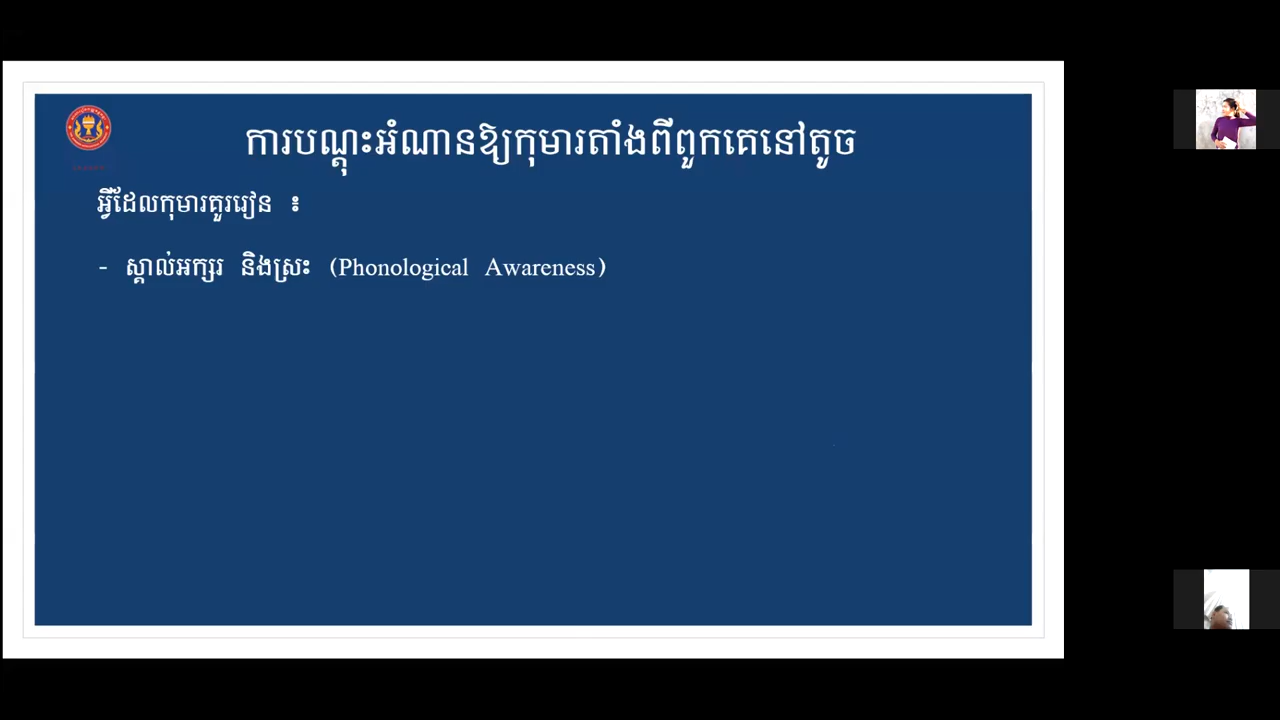 ការបណ្តុះអំណានឱ្យកុមារតាំងពីពួកគេនៅតូច
អ្វីដែលកុមារគួររៀន ៖
- ស្គាល់អក្សរ និងស្រះ (Phonological Awareness)